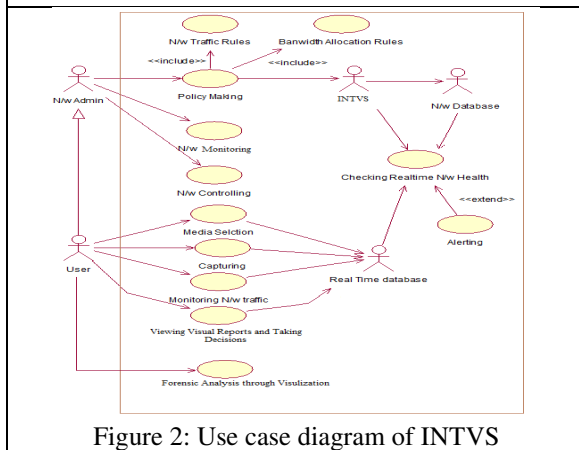 N/w Traffic Rules
Banwidth Allocation Rules
<<include>>
<<include>>
N/w Admin
Policy Making
INTVS
N/w Database
N/w Monitoring
Checking Realtime N/w Health
N/w Controlling
<<extend>>
Media Selction
Alerting
User
Capturing
Real Time database
Monitoring N/w traffic
Viewing Visual Reports and Taking
Decisions
Forensic Analysis through Visulization
Figure 2: Use case diagram of INTVS